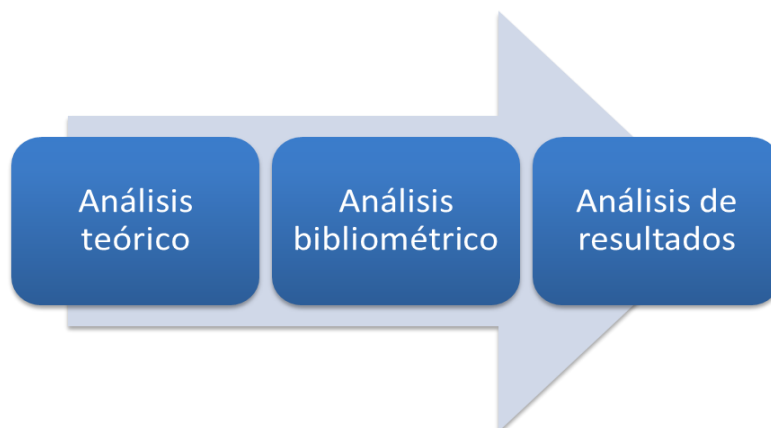 Análisis
teórico
Análisis
bibliométrico
Análisis de
resultados